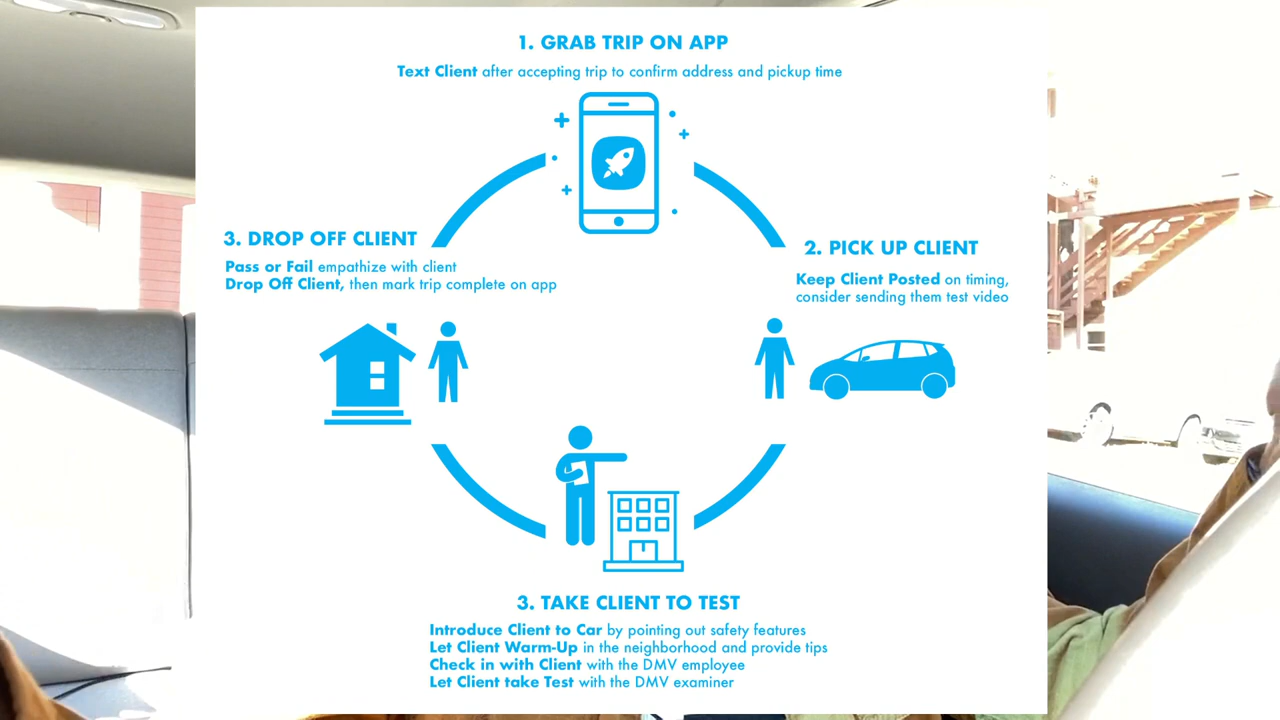 1. GRAB TRIP ON APP
Text Client after accepting trip to confirm address and pickup time
3. DROP OFF CLIENT
Pass or Fail empathize with client
Drop Off Client, then mark trip complete on app
2. PICK UP CLIENT
Keep Client Posted on timing,
consider sending them test video
3. TAKE CLIENT TO TEST
Introduce Client to Car by pointing out safety features
Let Client Warm-Up in the neighborhood and provide tips
Check in with Client with the DMV employee
Let Client take Test with the DMV examiner